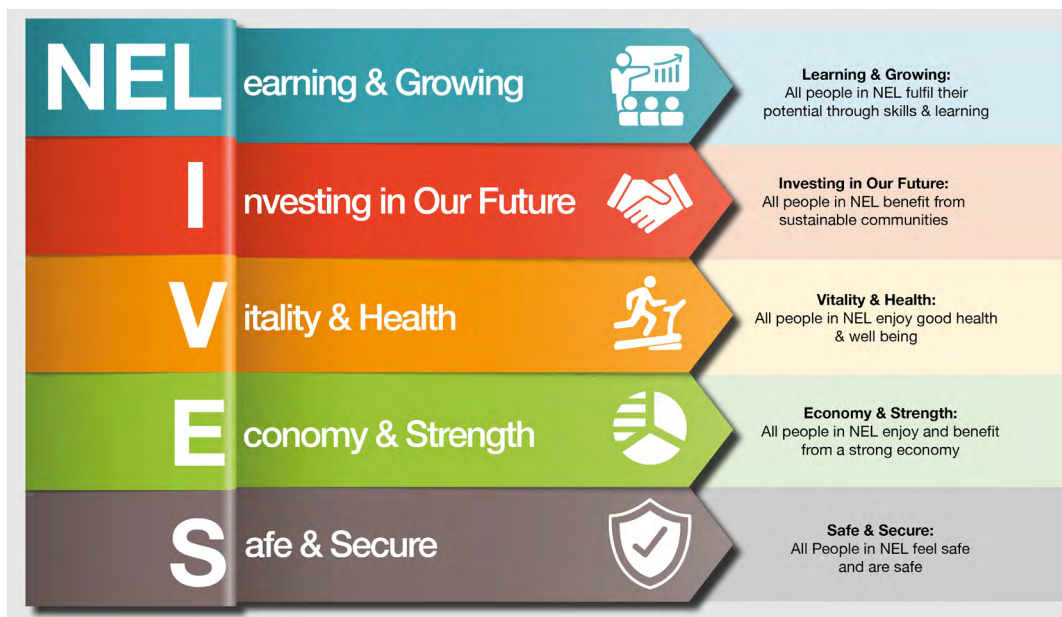 NEL earning & Growing
Learning & Growing:
All people in NEL fulfil their
potential through skills & learning
I nvesting in Our Future
Investing in Our Future:
All people in NEL benefit from
sustainable communities
V itality & Health
Vitality & Health:
All people in NEL enjoy good health
& well being
E conomy & Strength
Economy & Strength:
All people in NEL enjoy and benefit
from a strong economy
S afe & Secure
Safe & Secure:
All People in NEL feel safe
and are safe